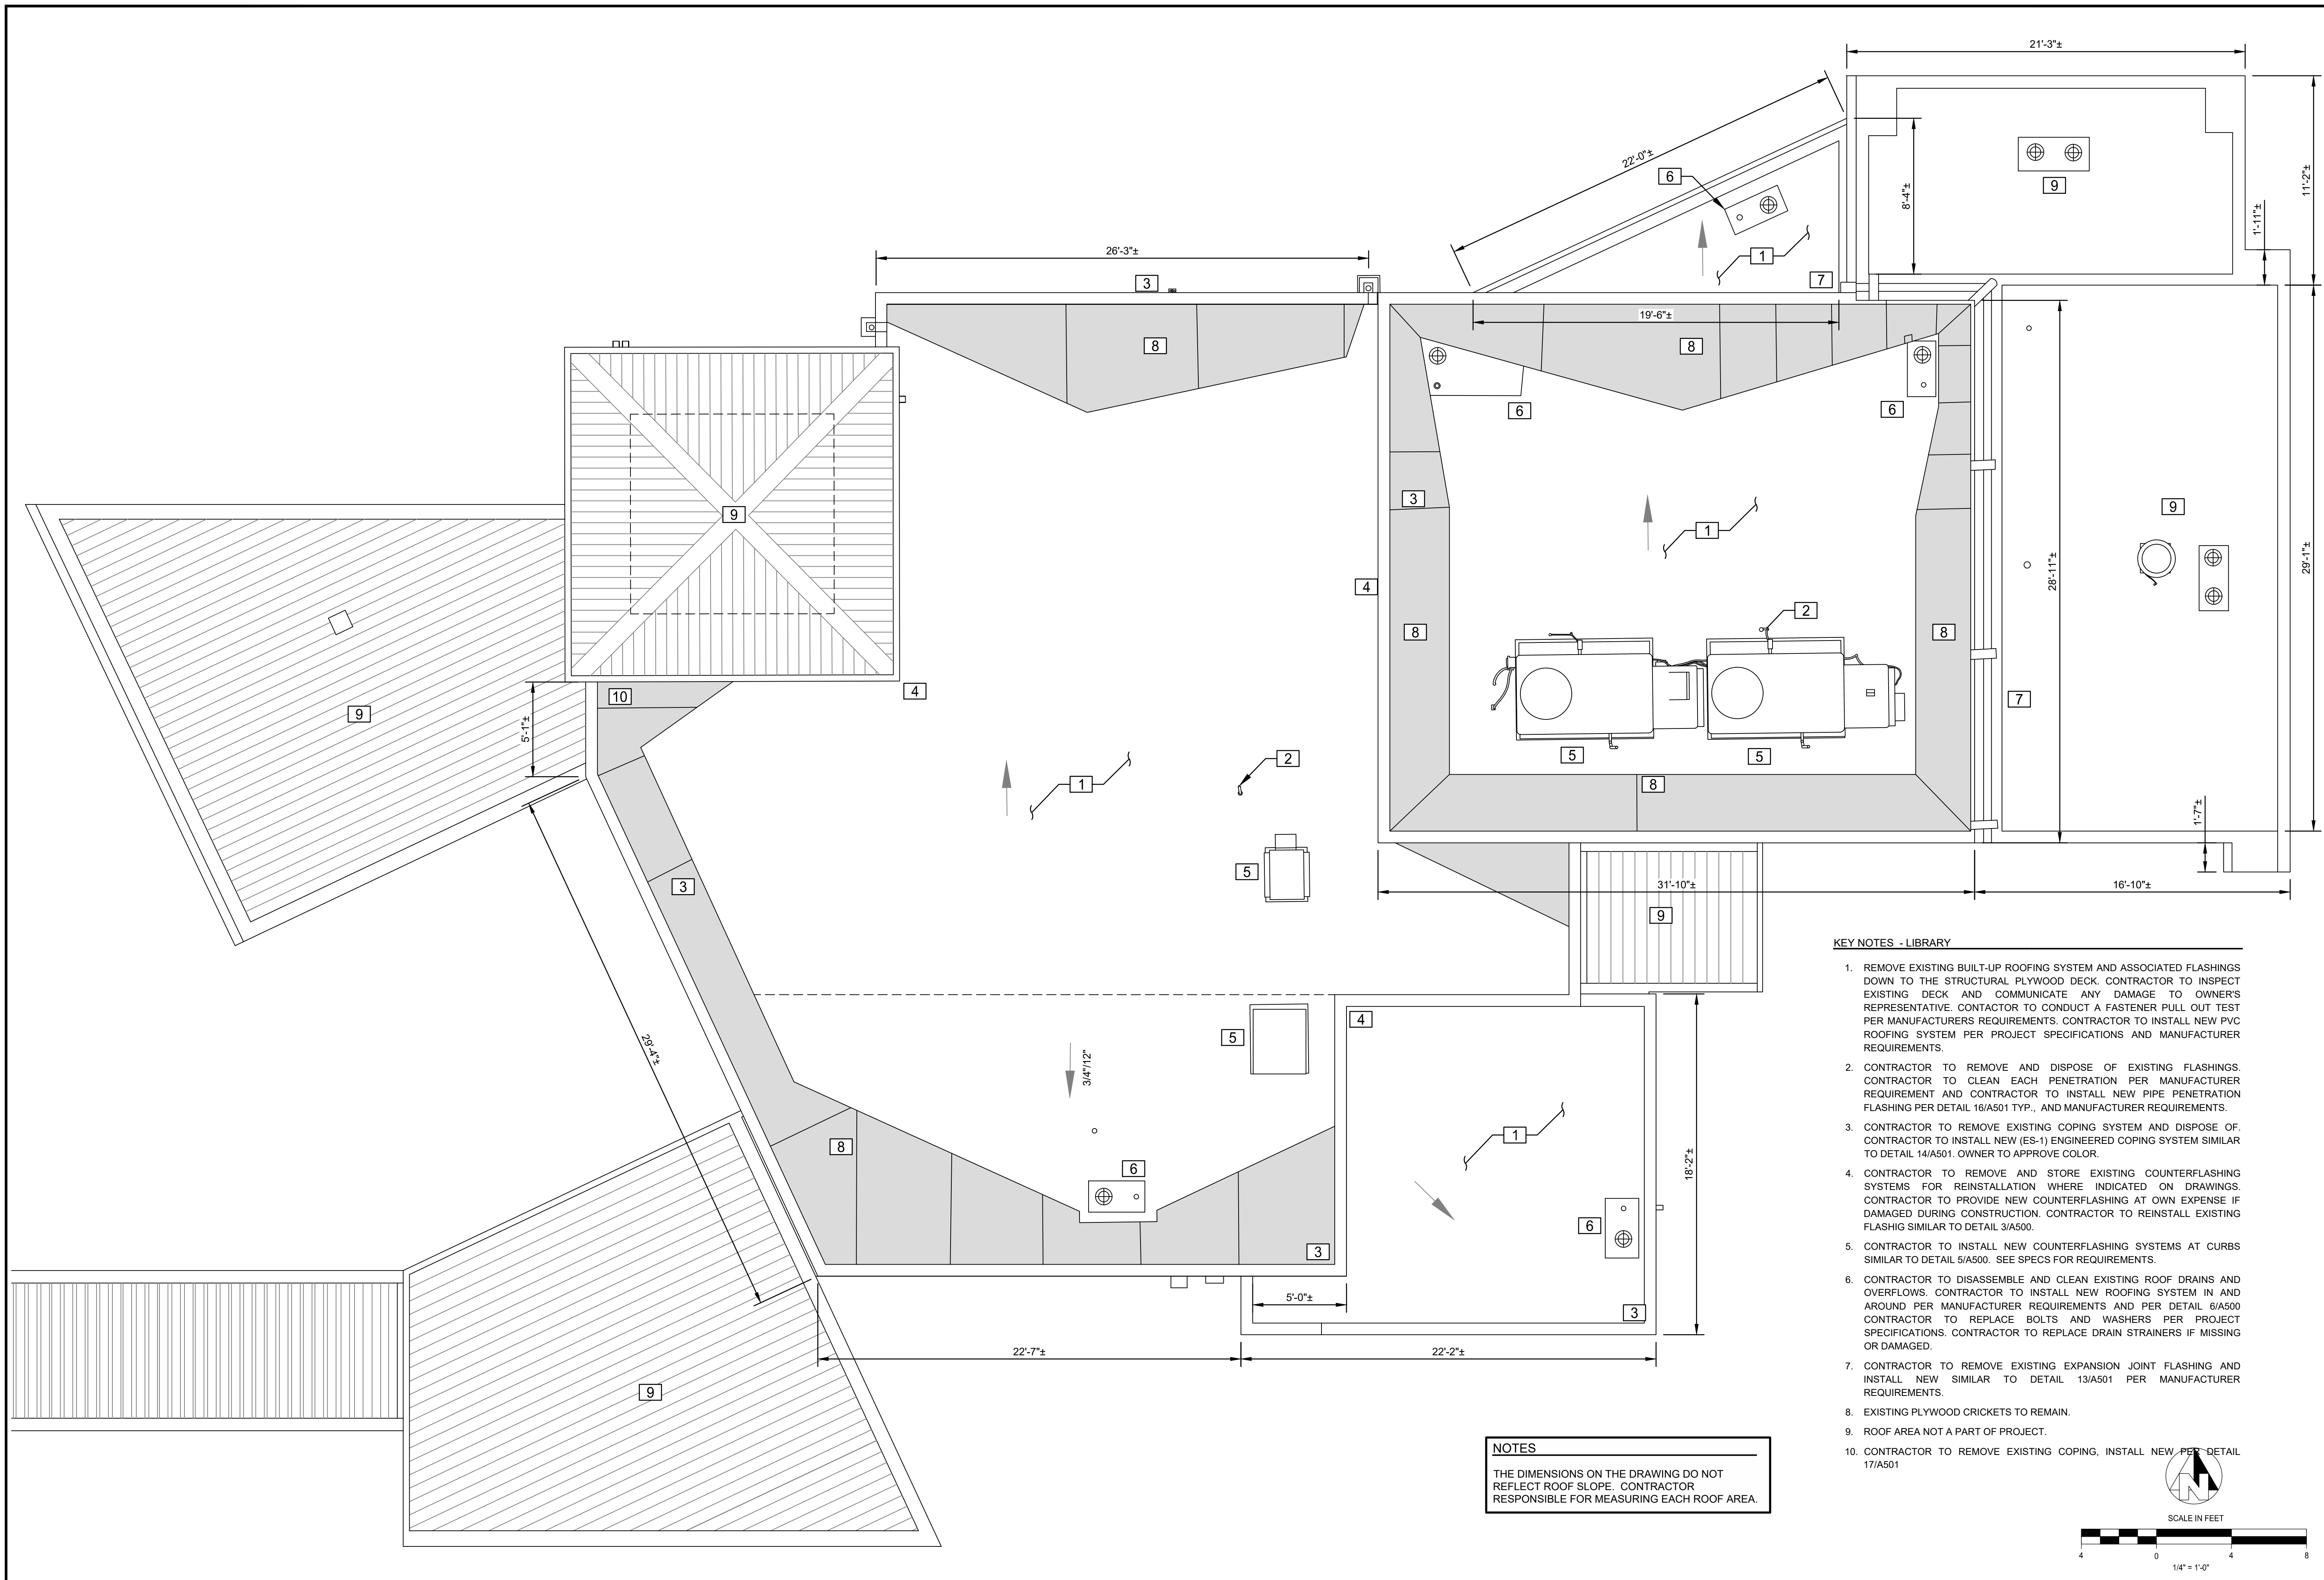 21'-3"±
22'-0"±
11'-2"±
6
9
8'-4"±
1'-11"±
26'-3"±
1
3
7
19'-6"±
8
8
6
6
3
1
9
9
28'-11"±
29'-1"±
4
2
8
8
10
4
7
9
5'-1"±
1
2
5
5
8
1'-7"±
5
3
31'-10"±
16'-10"±
9
4
5
29'-4"±
3/4"/12"
1
8
6
18'-2"±
6
3
5'-0"±
3
22'-7"±
22'-2"±
9
KEY NOTES - LIBRARY
1. REMOVE EXISTING BUILT-UP ROOFING SYSTEM AND ASSOCIATED FLASHINGS
DOWN TO THE STRUCTURAL PLYWOOD DECK. CONTRACTOR TO INSPECT
EXISTING DECK AND COMMUNICATE ANY DAMAGE TO OWNER'S
REPRESENTATIVE. CONTACTOR TO CONDUCT A FASTENER PULL OUT TEST
PER MANUFACTURERS REQUIREMENTS. CONTRACTOR TO INSTALL NEW PVC
ROOFING SYSTEM PER PROJECT SPECIFICATIONS AND MANUFACTURER
REQUIREMENTS.
2. CONTRACTOR TO REMOVE AND DISPOSE OF EXISTING FLASHINGS.
CONTRACTOR TO CLEAN EACH PENETRATION PER MANUFACTURER
REQUIREMENT AND CONTRACTOR TO INSTALL NEW PIPE PENETRATION
FLASHING PER DETAIL 16/A501 TYP., AND MANUFACTURER REQUIREMENTS.
3. CONTRACTOR TO REMOVE EXISTING COPING SYSTEM AND DISPOSE OF.
CONTRACTOR TO INSTALL NEW (ES-1) ENGINEERED COPING SYSTEM SIMILAR
TO DETAIL 14/A501. OWNER TO APPROVE COLOR.
4. CONTRACTOR TO REMOVE AND STORE EXISTING COUNTERFLASHING
SYSTEMS FOR REINSTALLATION WHERE INDICATED ON DRAWINGS.
CONTRACTOR TO PROVIDE NEW COUNTERFLASHING AT OWN EXPENSE IF
DAMAGED DURING CONSTRUCTION. CONTRACTOR TO REINSTALL EXISTING
FLASHIG SIMILAR TO DETAIL 3/A500.
5. CONTRACTOR TO INSTALL NEW COUNTERFLASHING SYSTEMS AT CURBS
SIMILAR TO DETAIL 5/A500. SEE SPECS FOR REQUIREMENTS.
6. CONTRACTOR TO DISASSEMBLE AND CLEAN EXISTING ROOF DRAINS AND
OVERFLOWS. CONTRACTOR TO INSTALL NEW ROOFING SYSTEM IN AND
AROUND PER MANUFACTURER REQUIREMENTS AND PER DETAIL 6/A500
CONTRACTOR TO REPLACE BOLTS AND WASHERS PER PROJECT
SPECIFICATIONS. CONTRACTOR TO REPLACE DRAIN STRAINERS IF MISSING
OR DAMAGED.
7. CONTRACTOR TO REMOVE EXISTING EXPANSION JOINT FLASHING AND
INSTALL NEW SIMILAR TO DETAIL 13/A501 PER MANUFACTURER
REQUIREMENTS.
8. EXISTING PLYWOOD CRICKETS TO REMAIN.
9. ROOF AREA NOT A PART OF PROJECT.
10. CONTRACTOR TO REMOVE EXISTING COPING, INSTALL NEW PER DETAIL
17/A501
NOTES
THE DIMENSIONS ON THE DRAWING DO NOT
REFLECT ROOF SLOPE. CONTRACTOR
RESPONSIBLE FOR MEASURING EACH ROOF AREA.
N
SCALE IN FEET
4 0 4 8
1/4" = 1'-0"